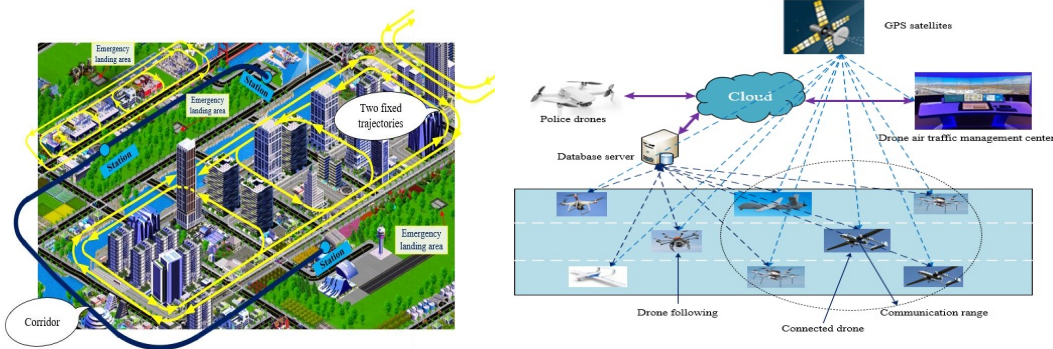 Emergency
landing area
Station
Emergency
landing area
Two fixed
trajectories
Station
Emergency
landing area
Station
Corridor
GPS satellites
Cloud
Police drones
Drone air traffic management center
Database server
Drone following
Communication range
Connected drone